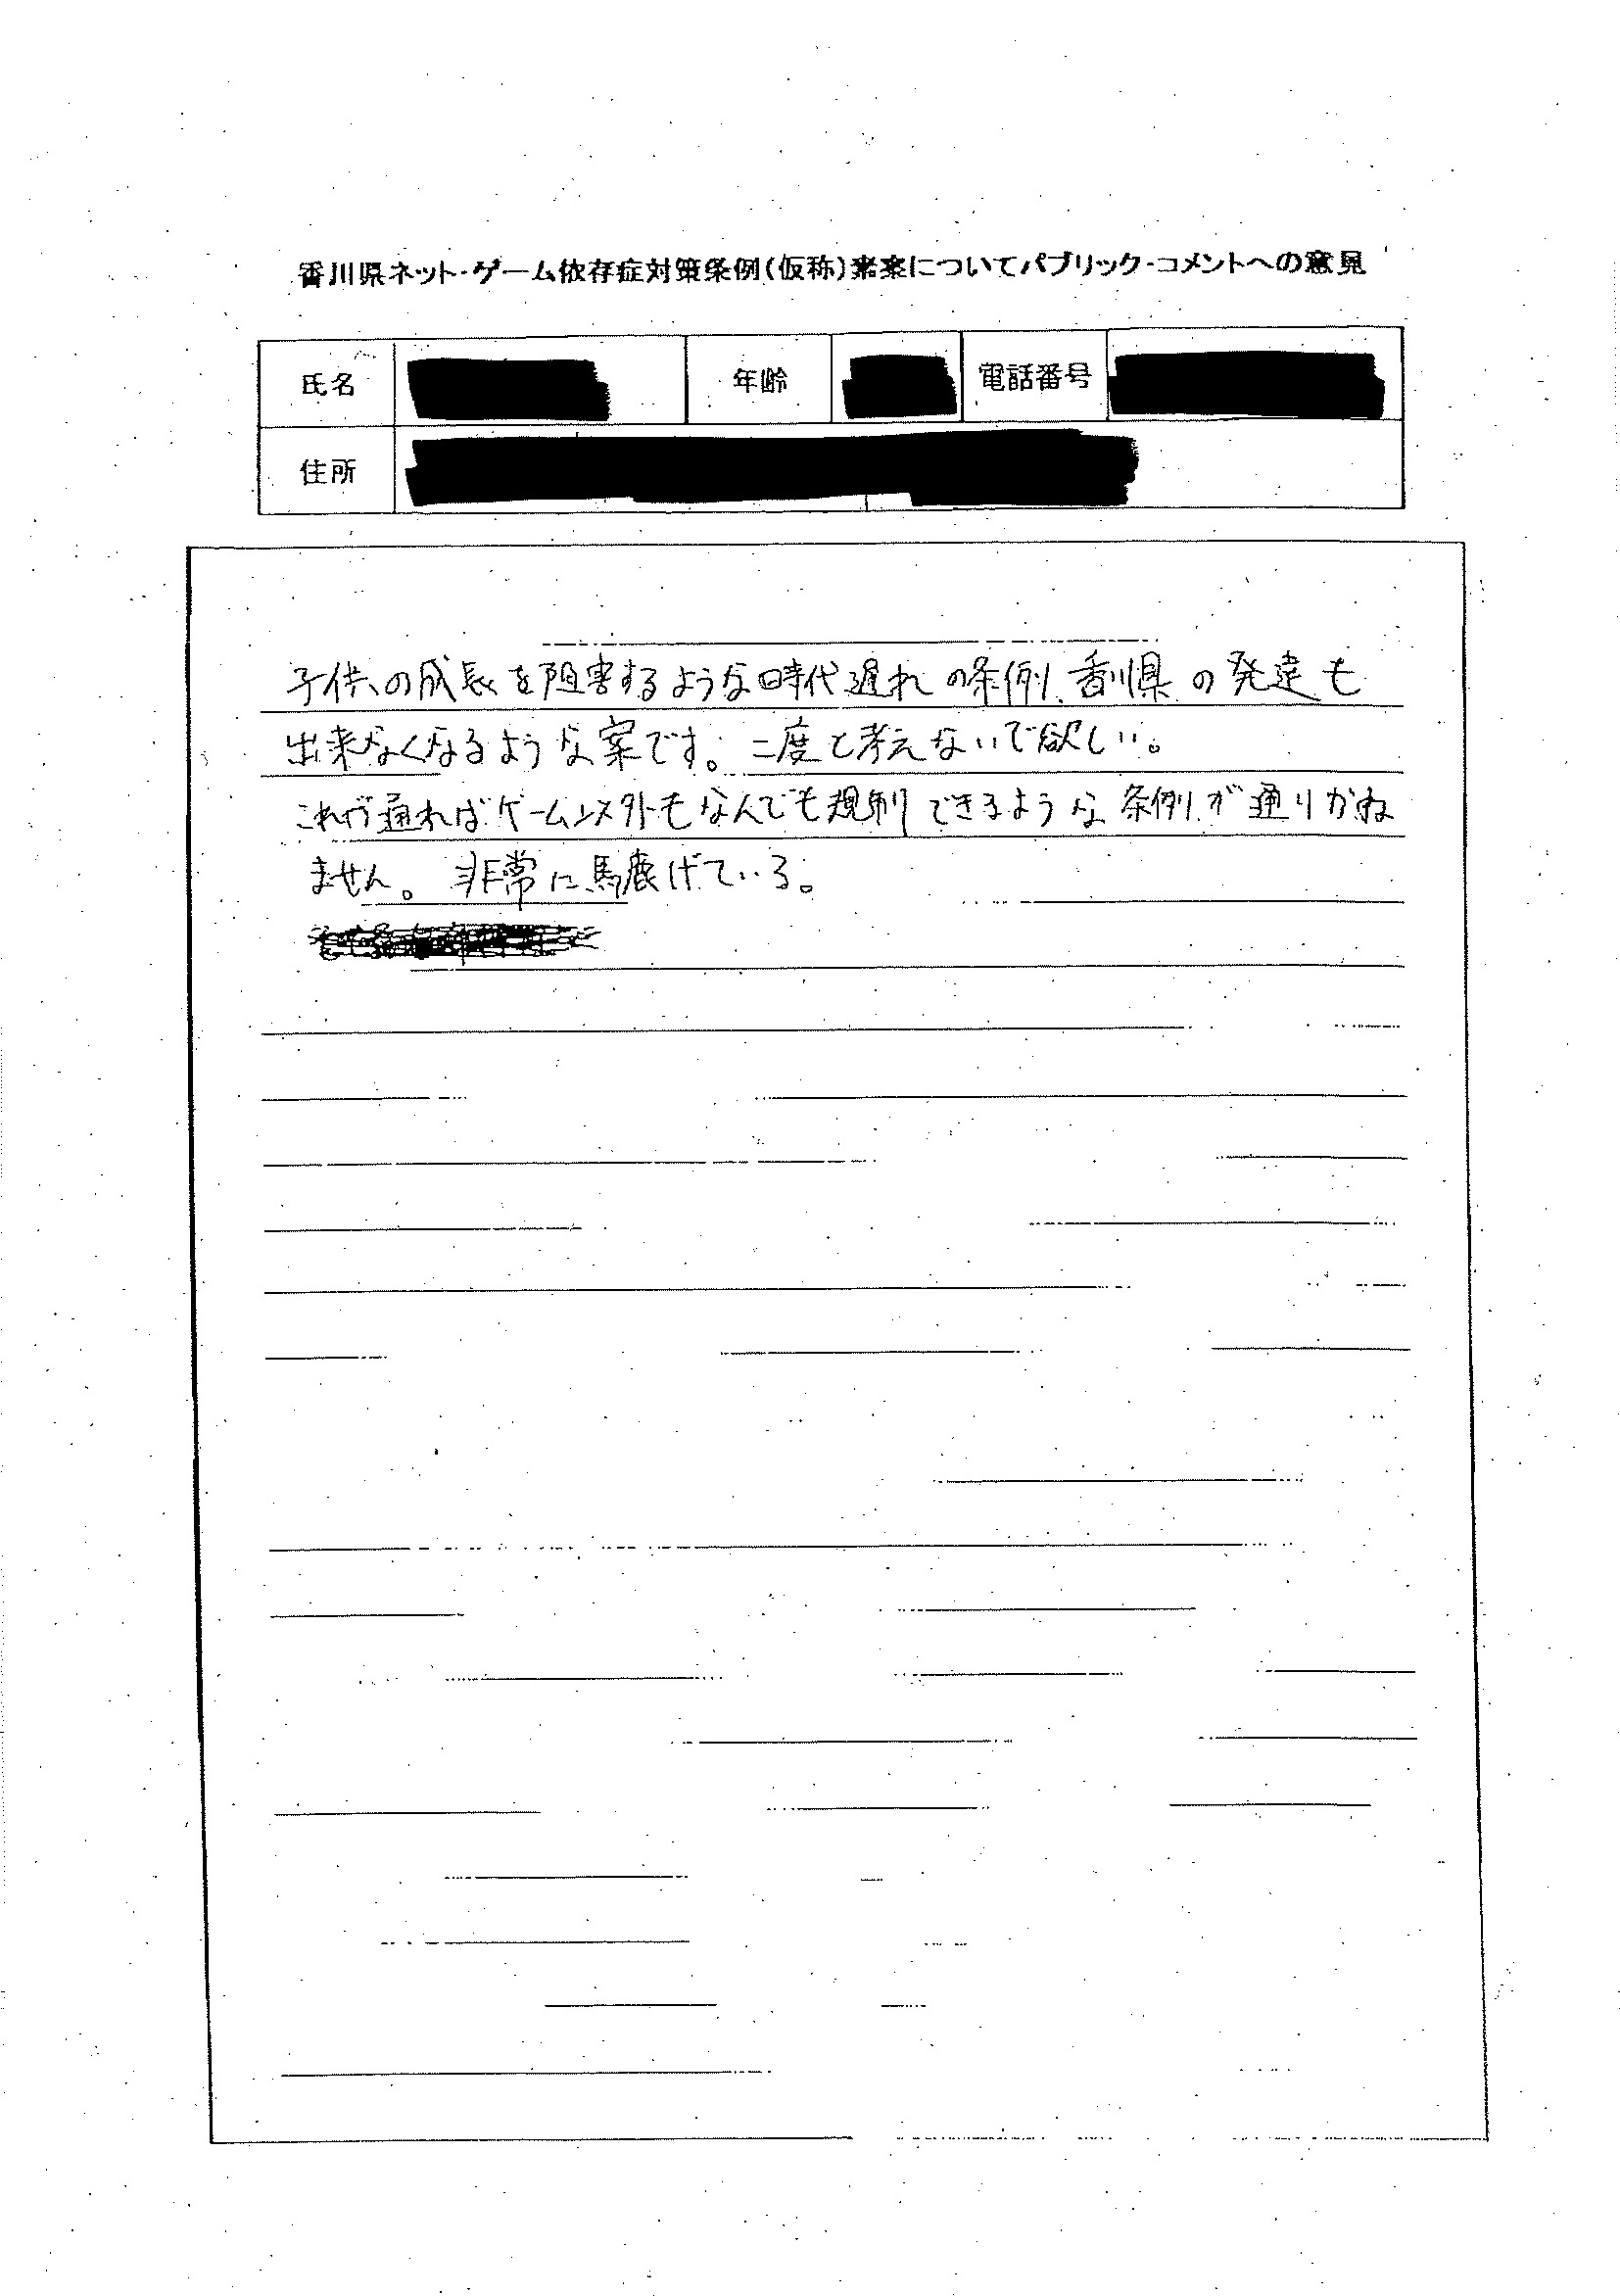 香川県ネット・ゲーム依存症対策条例(仮称)素案についてパブリック・コメントへの意見
氏名 年齢 電話番号
住所
子供の成長を阻害するような時代遅れの条例、香川県の発達も
出来なくなるような案です。二度と考えないで欲しい。
これが通ればゲーム以外もなんでも規制できるような条例が通りかね
ません。非常に馬鹿げている。